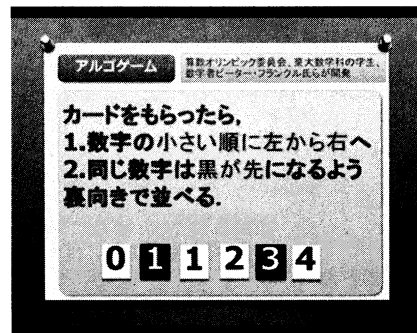 アルゴゲーム
算数オリンピック委員会、東大数学科の学生、
数学者ピーター・フランクル氏らが開発
カードをもらったら,
1.数字の小さい順に左から右へ
2.同じ数字は黒が先になるよう
裏向きで並べる.
0 1 1 2 3 4